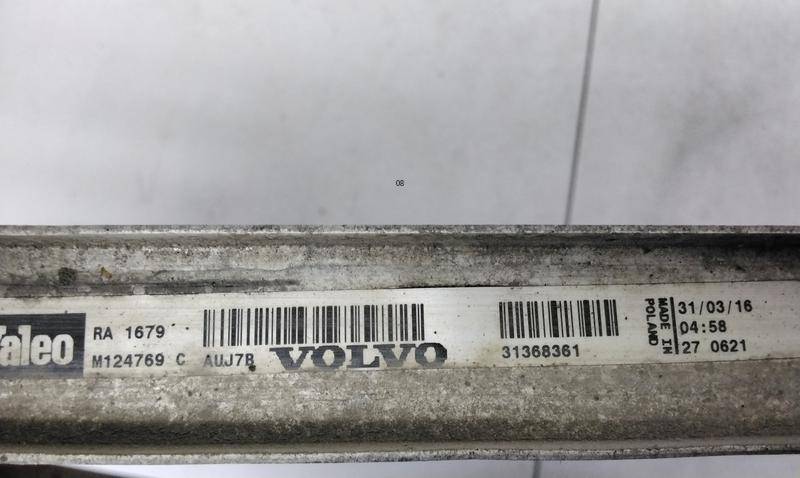 08
Valeo
RA 1679
M124769 C AUJ7B VOLVO
31368361
MADE IN
POLAND
31/03/16
04:58
27 0621